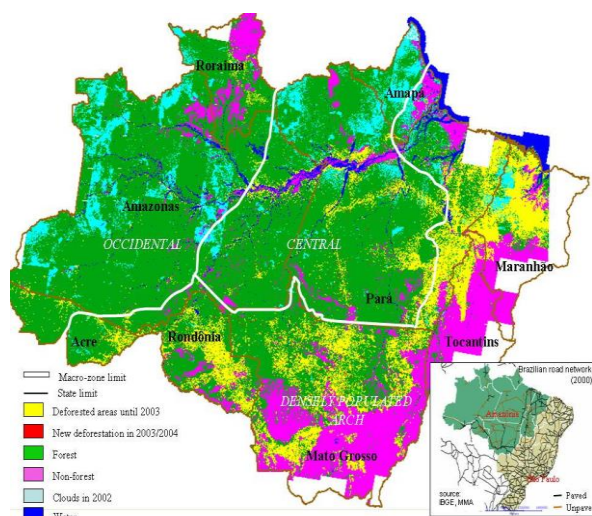 Roraima
Amapá
Amazonas
OCCIDENTAL
CENTRAL
Maranhão
Pará
Acre
Rondônia
Tocantins
DENSELY POPULATED
ARCH
Mato Grosso
Macro-zone limit
State limit
Deforested areas until 2003
New deforestation in 2003/2004
Forest
Non-forest
Clouds in 2002
Water
Brazilian road network
(2000)
Amazônia
São Paulo
source:
IBGE, MMA
Paved
Unpave